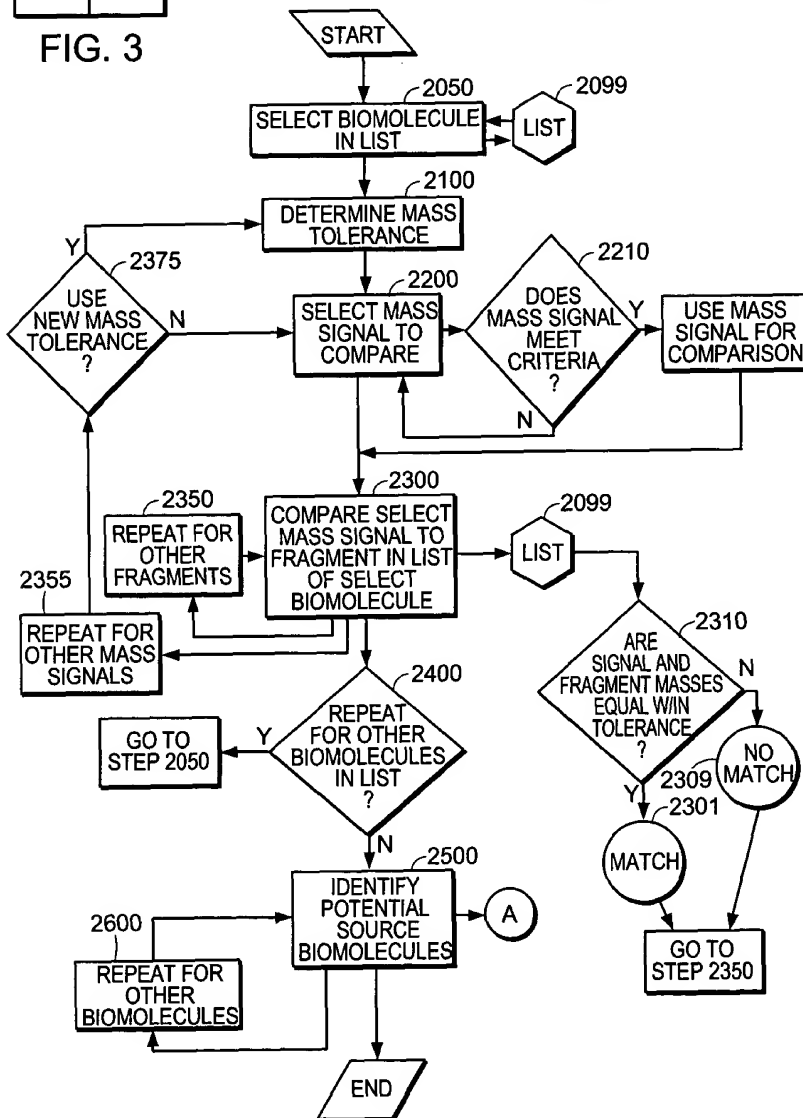 FIG. 3
START
2050
SELECT BIOMOLECULE
IN LIST
2099
LIST
2100
DETERMINE MASS
TOLERANCE
Y
2375
USE
NEW MASS
TOLERANCE
?
N
2200
SELECT MASS
SIGNAL TO
COMPARE
2210
DOES
MASS SIGNAL
MEET
CRITERIA
?
Y
N
USE MASS
SIGNAL FOR
COMPARISON
2300
COMPARE SELECT
MASS SIGNAL TO
FRAGMENT IN LIST
OF SELECT
BIOMOLECULE
2350
REPEAT FOR
OTHER
FRAGMENTS
2355
REPEAT FOR
OTHER MASS
SIGNALS
2099
LIST
2310
ARE
SIGNAL AND
FRAGMENT MASSES
EQUAL W/IN
TOLERANCE
?
N
Y
2309
NO
MATCH
2301
MATCH
GO TO
STEP 2350
2400
REPEAT
FOR OTHER
BIOMOLECULES
IN LIST
?
Y
GO TO
STEP 2050
N
2500
IDENTIFY
POTENTIAL
SOURCE
BIOMOLECULES
A
2600
REPEAT FOR
OTHER
BIOMOLECULES
END